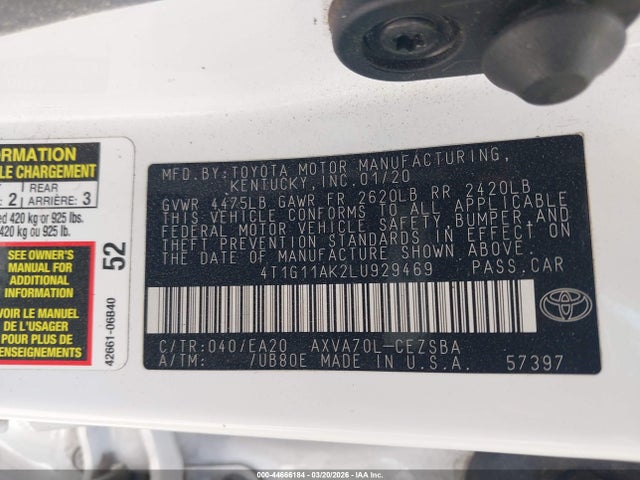 ORMATION
LE CHARGEMENT
2
REAR
ARRIÈRE: 3
ed 420 kg or 925 lbs.
420 kg ou 925 lb.
SEE OWNER'S
MANUAL FOR
ADDITIONAL
INFORMATION
VOIR LE MANUEL
DE L'USAGER
POUR PLUS DE
RENSEIGNEMENTS
52
42661-06B40
MFD.BY:TOYOTA MOTOR MANUFACTURING,
KENTUCKY, INC.01/20
GVWR 4475LB GAWR FR 2620LB RR 2420LB
THIS VEHICLE CONFORMS TO ALL APPLICABLE
FEDERAL MOTOR VEHICLE SAFETY, BUMPER, AND
THEFT PREVENTION STANDARDS IN EFFECT ON
THE DATE OF MANUFACTURE SHOWN ABOVE.
4T1G11AK2LU929469 PASS.CAR
C/TR:040/EA20 AXVA70L-CEZSBA
A/TM: /UB80E MADE IN U.S.A.
57397
TOYOTA
000-44666184 | 03/20/2026 | IAA Inc.